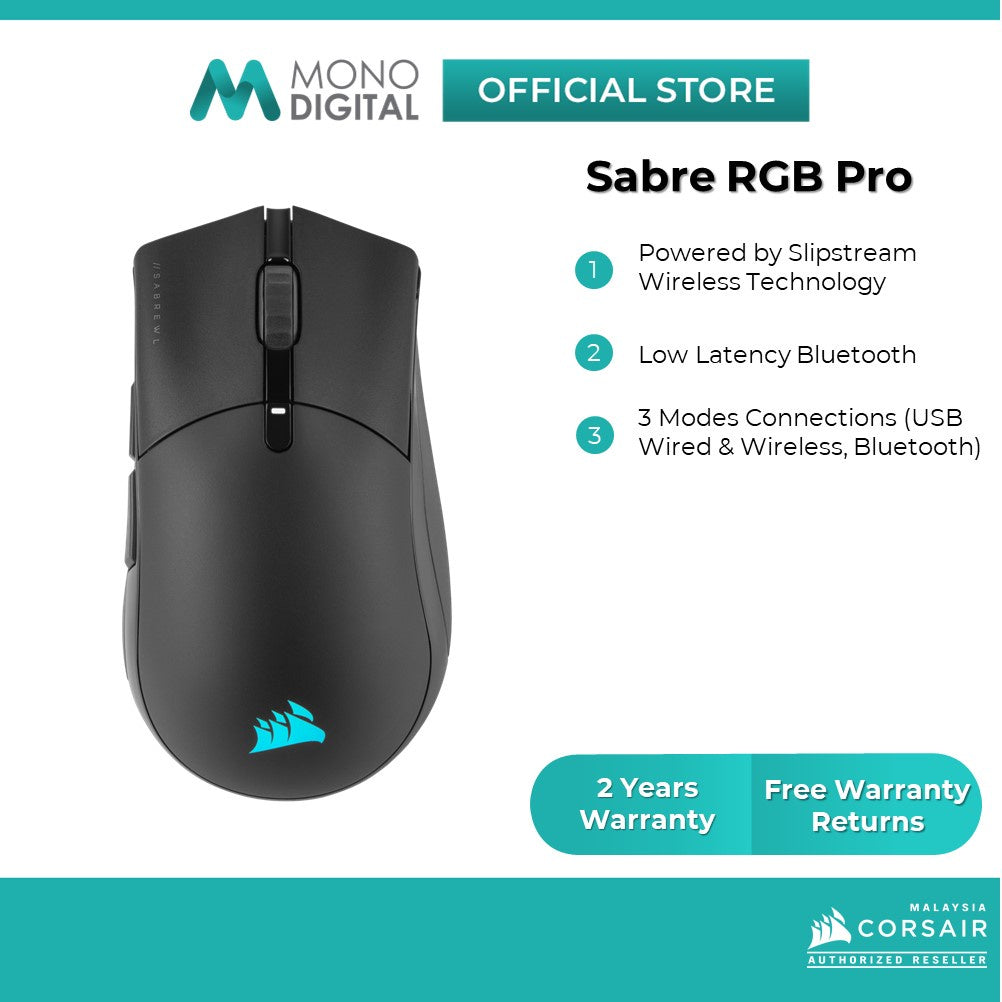 MONO
DIGITAL
OFFICIAL STORE
Sabre RGB Pro
//SABREWL
1
Powered by Slipstream
Wireless Technology
2
Low Latency Bluetooth
3
3 Modes Connections (USB
Wired & Wireless, Bluetooth)
2 Years
Warranty
Free Warranty
Returns
MALAYSIA
CORSAIR
AUTHORIZED RESELLER